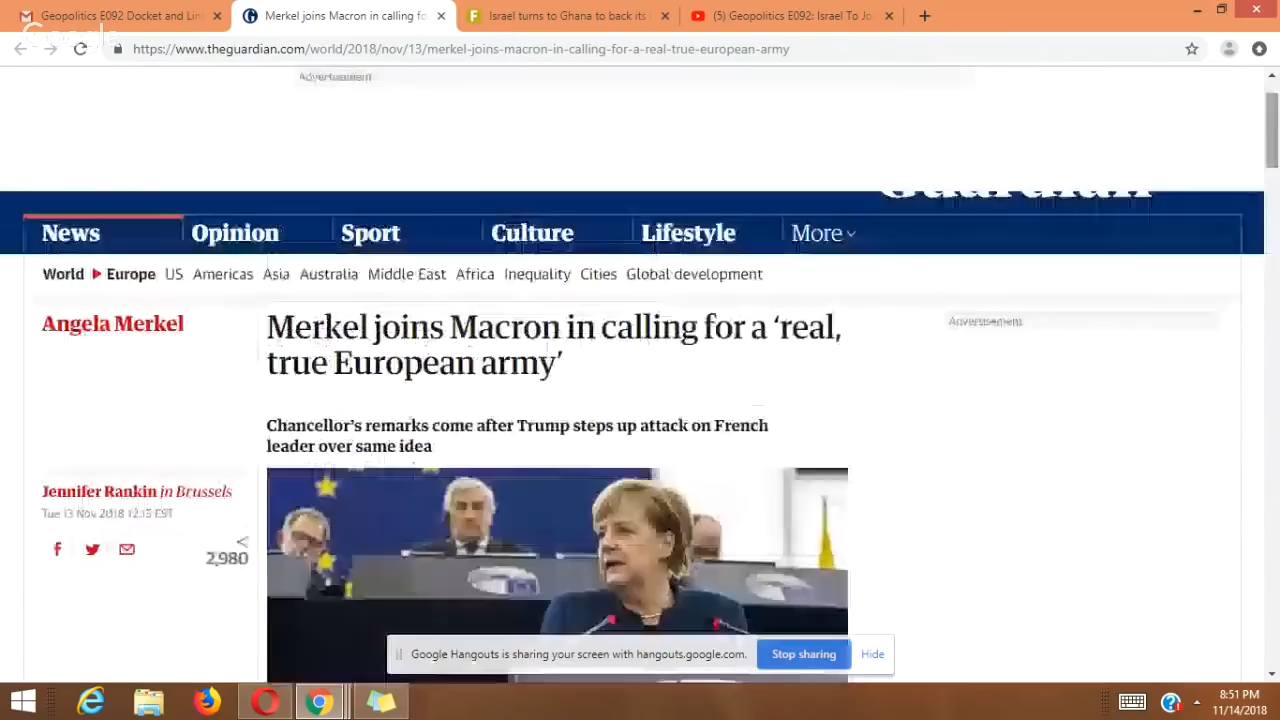 Geopolitics E092 Docket and Lin
Merkel joins Macron in calling fo
Israel turns to Ghana to back its
(5) Geopolitics E092: Israel To Jo
https://www.theguardian.com/world/2018/nov/13/merkel-joins-macron-in-calling-for-a-real-true-european-army
Advertisement
Guardian
News
Opinion
Sport
Culture
Lifestyle
More
World
Europe
US
Americas
Asia
Australia
Middle East
Africa
Inequality
Cities
Global development
Angela Merkel
Merkel joins Macron in calling for a ‘real,
true European army’
Advertisement
Chancellor’s remarks come after Trump steps up attack on French
leader over same idea
Jennifer Rankin in Brussels
Tue 13 Nov 2018 12.15 EST
2,980
Google Hangouts is sharing your screen with hangouts.google.com.
Stop sharing
Hide
8:51 PM
11/14/2018